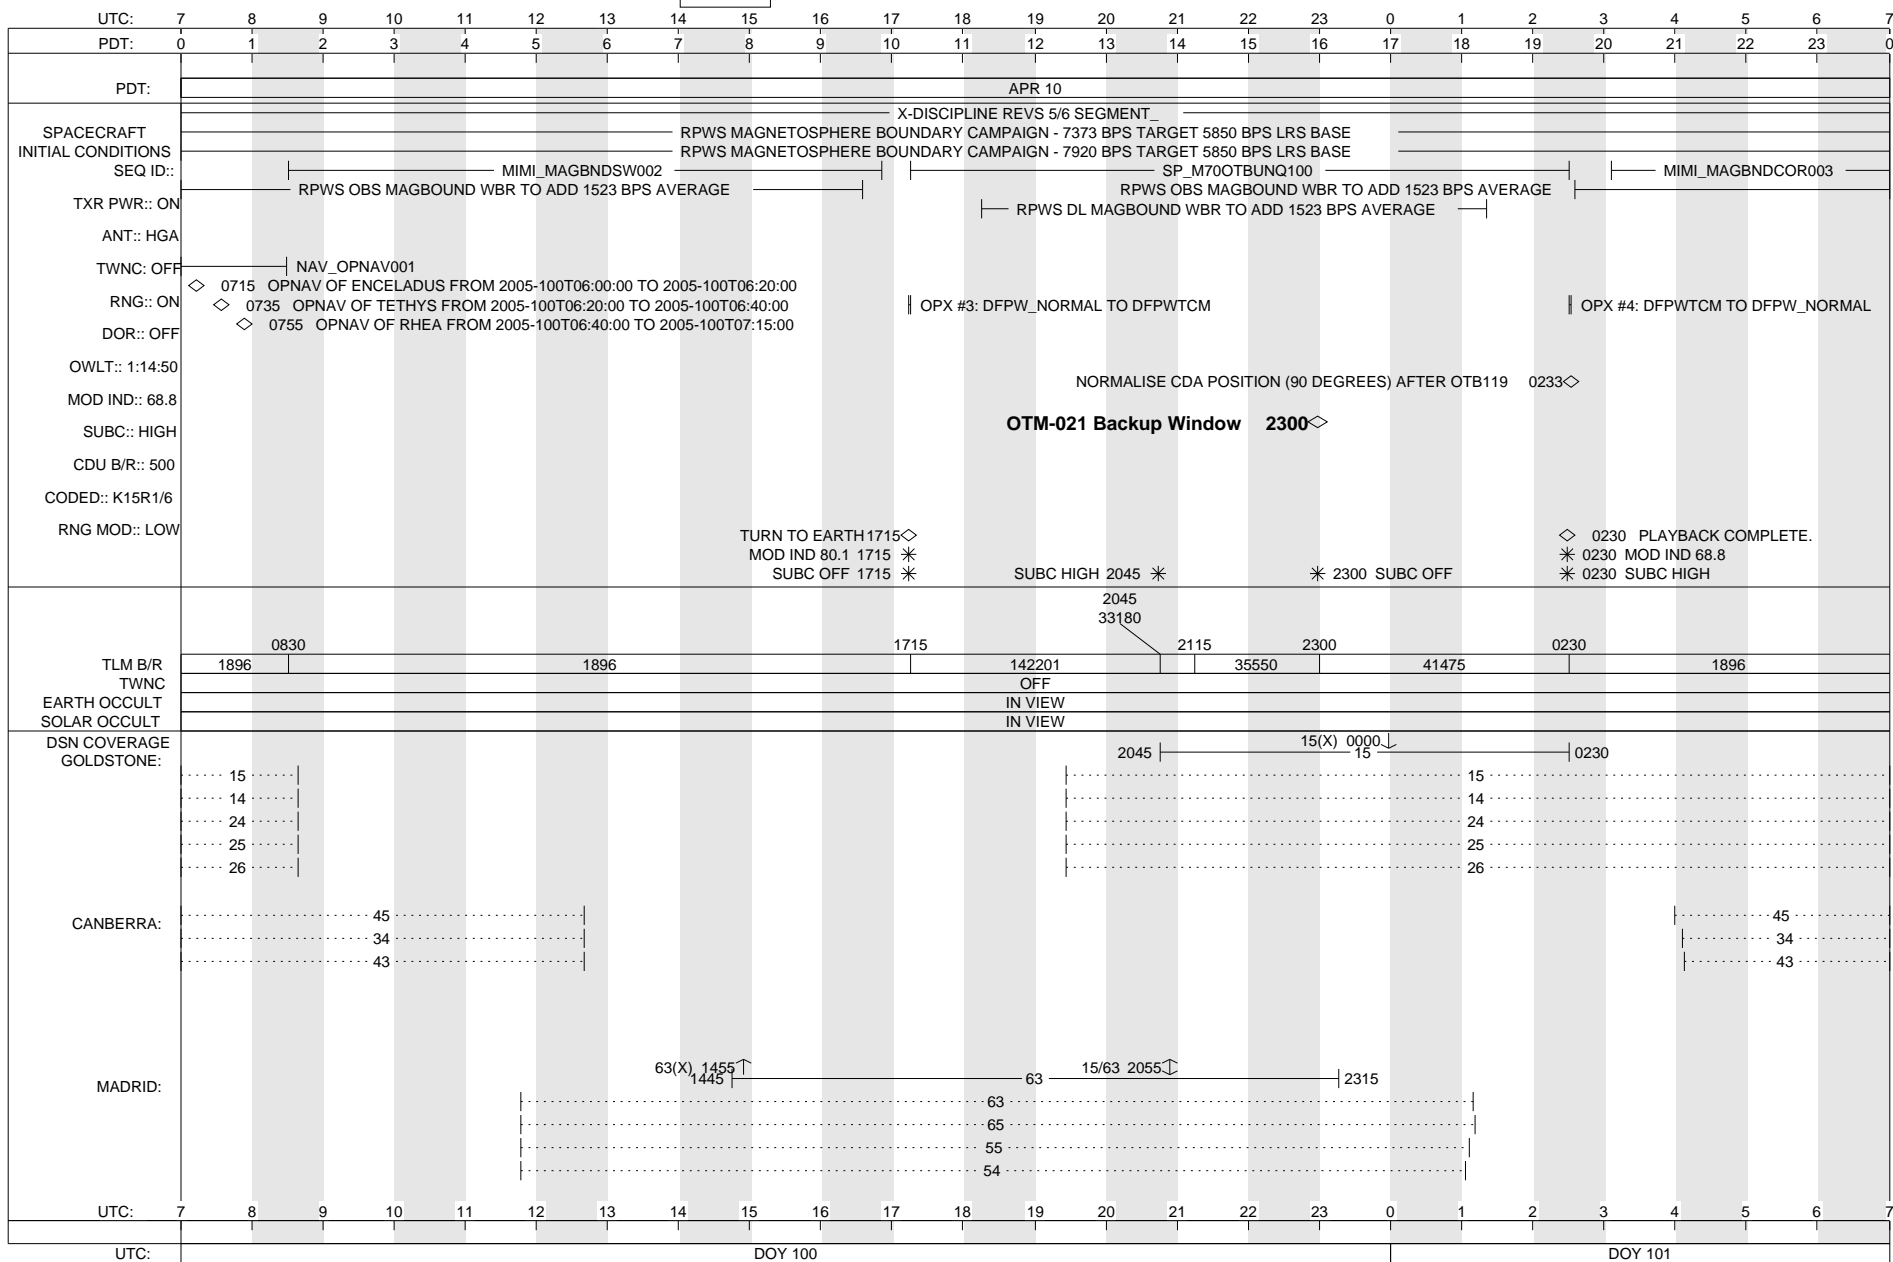 UTC: 7 8 9 10 11 12 13 14 15 16 17 18 19 20 21 22 23 0 1 2 3 4 5 6 7
PDT: 0 1 2 3 4 5 6 7 8 9 10 11 12 13 14 15 16 17 18 19 20 21 22 23 0
PDT: APR 10
X-DISCIPLINE REVS 5/6 SEGMENT_
SPACECRAFT RPWS MAGNETOSPHERE BOUNDARY CAMPAIGN - 7373 BPS TARGET 5850 BPS LRS BASE
INITIAL CONDITIONS RPWS MAGNETOSPHERE BOUNDARY CAMPAIGN - 7920 BPS TARGET 5850 BPS LRS BASE
SEQ ID:: MIMI_MAGBNDSW002 SP_M70OTBUNQ100 MIMI_MAGBNDCOR003
RPWS OBS MAGBOUND WBR TO ADD 1523 BPS AVERAGE RPWS OBS MAGBOUND WBR TO ADD 1523 BPS AVERAGE
TXR PWR:: ON RPWS DL MAGBOUND WBR TO ADD 1523 BPS AVERAGE
ANT:: HGA
TWNC: OFF NAV_OPNAV001
0715 OPNAV OF ENCELADUS FROM 2005-100T06:00:00 TO 2005-100T06:20:00
RNG:: ON 0735 OPNAV OF TETHYS FROM 2005-100T06:20:00 TO 2005-100T06:40:00 OPX #3: DFPW_NORMAL TO DFPWTCM OPX #4: DFPWTCM TO DFPW_NORMAL
0755 OPNAV OF RHEA FROM 2005-100T06:40:00 TO 2005-100T07:15:00
DOR:: OFF
OWLT:: 1:14:50
NORMALISE CDA POSITION (90 DEGREES) AFTER OTB119 0233
MOD IND:: 68.8
OTM-021 Backup Window 2300
SUBC:: HIGH
CDU B/R:: 500
CODED:: K15R1/6
RNG MOD:: LOW
TURN TO EARTH 1715 0230 PLAYBACK COMPLETE.
MOD IND 80.1 1715 0230 MOD IND 68.8
SUBC OFF 1715 SUBC HIGH 2045 2300 SUBC OFF 0230 SUBC HIGH
2045
33180
0830 1715 2115 2300 0230
TLM B/R 1896 1896 142201 35550 41475 1896
TWNC OFF
EARTH OCCULT IN VIEW
SOLAR OCCULT IN VIEW
DSN COVERAGE 15(X) 0000
GOLDSTONE: 2045 15 0230
15 15
14 14
24 24
25 25
26 26
CANBERRA: 45 45
34 34
43 43
63(X) 1455 15/63 2055
MADRID: 1445 63 2315
63
65
55
54
UTC: 7 8 9 10 11 12 13 14 15 16 17 18 19 20 21 22 23 0 1 2 3 4 5 6 7
UTC: DOY 100 DOY 101